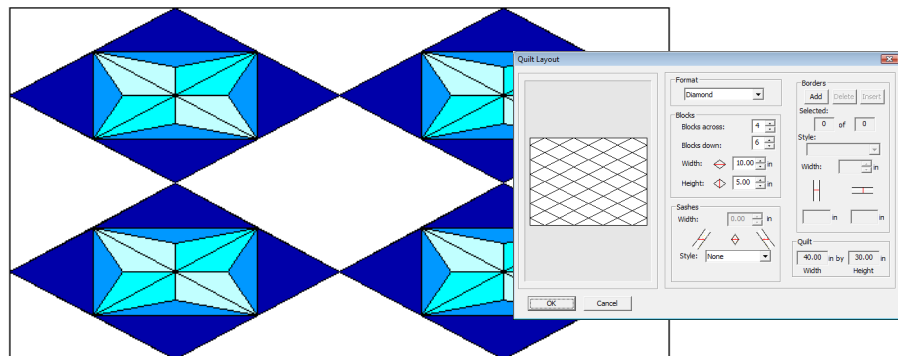 Quilt Layout
Format
Diamond
Blocks
Blocks across: 4
Blocks down: 6
Width: 10.00 in
Height: 5.00 in
Sashes
Width: 0.00 in
Style: None
Borders
Add Delete Insert
Selected:
0 of 0
Style:
Width: in
in in
Quilt
40.00 in by 30.00 in
Width Height
OK Cancel